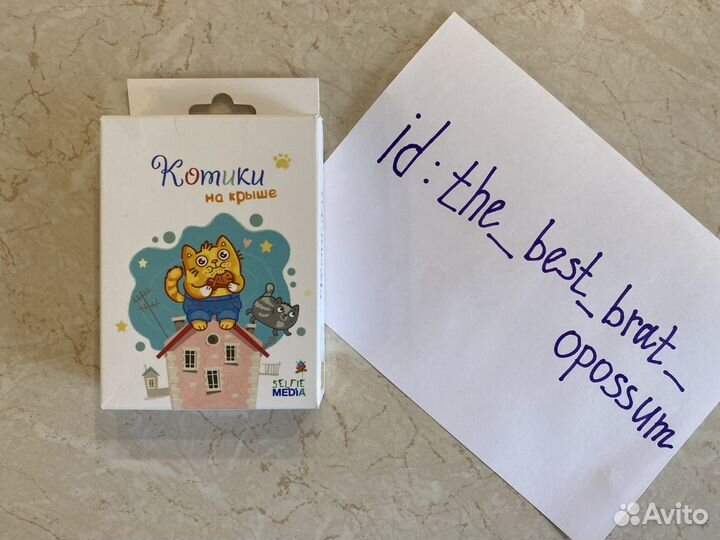 Котики
на крыше
SELFIE
MEDIA
id: the_best_brat_
opossum
Avito